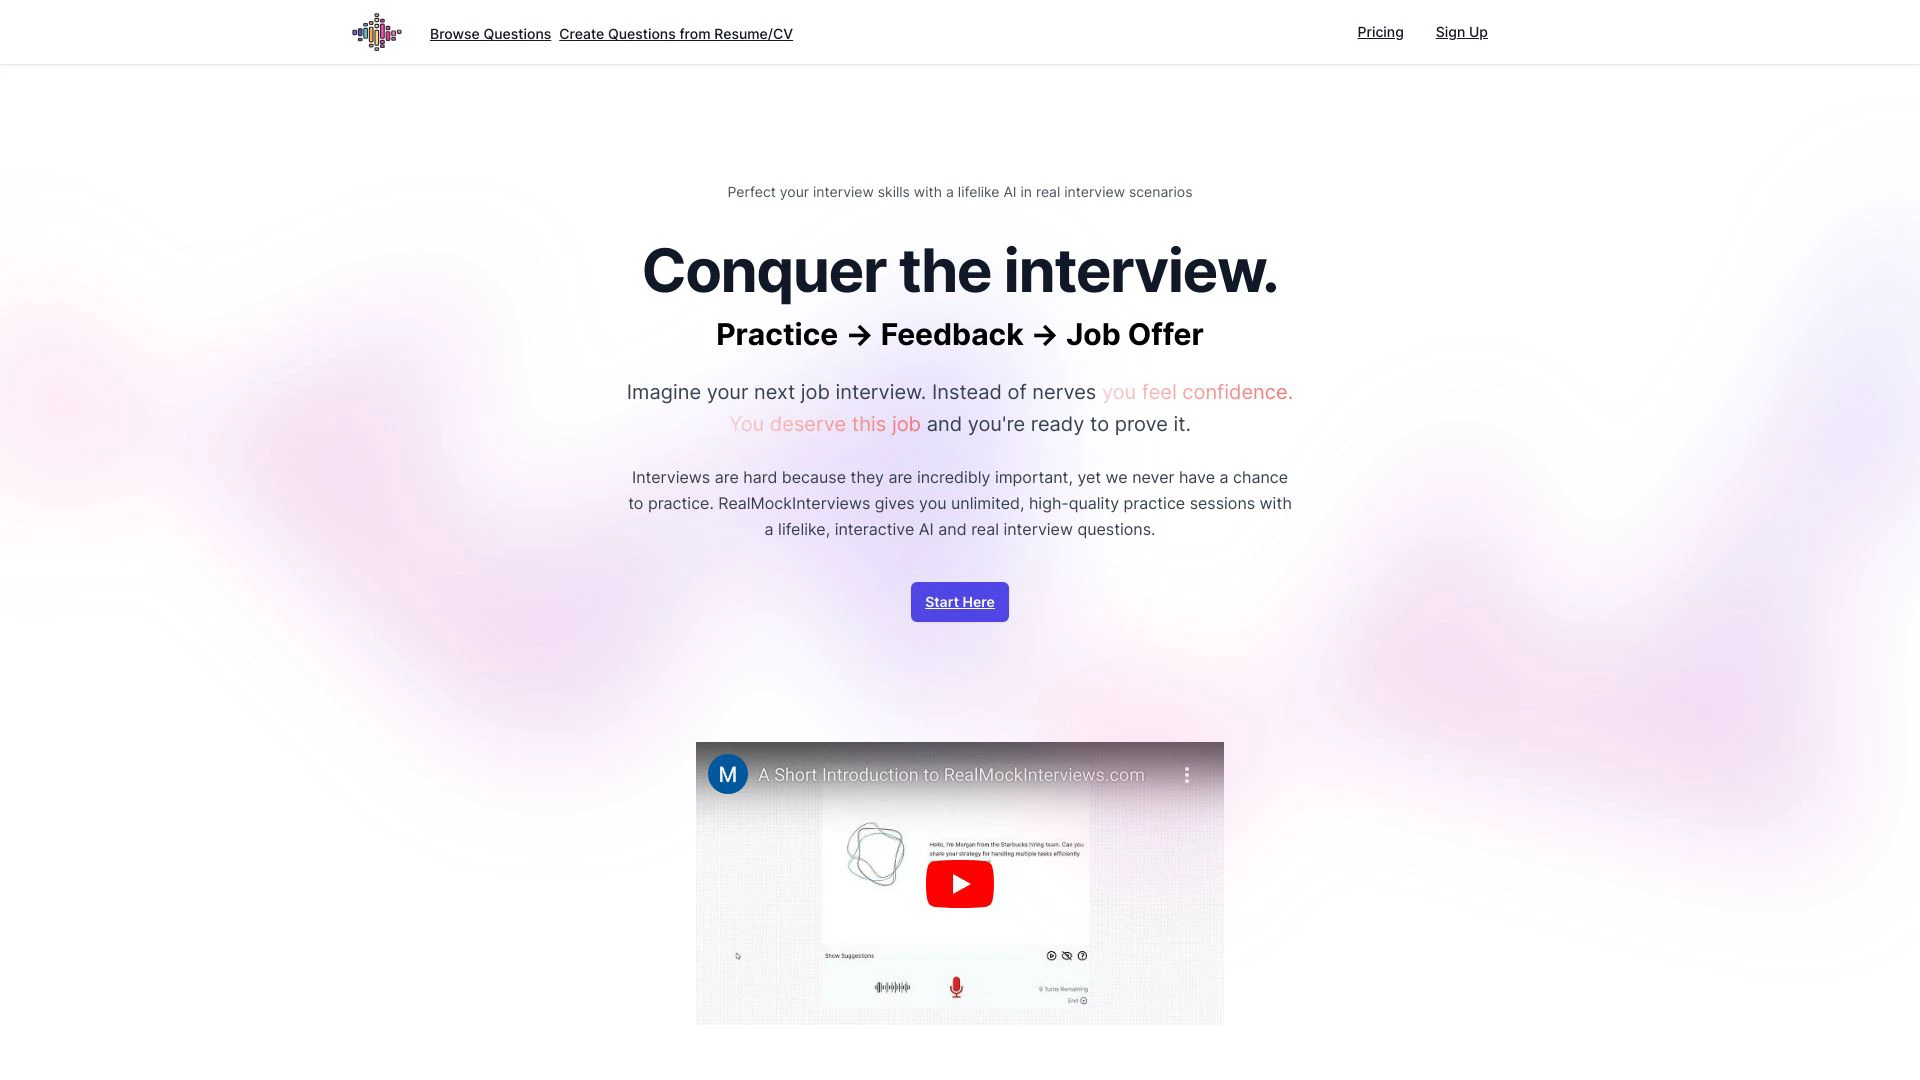 Browse Questions Create Questions from Resume/CV Pricing Sign Up
Perfect your interview skills with a lifelike AI in real interview scenarios
Conquer the interview.
Practice → Feedback → Job Offer
Imagine your next job interview. Instead of nerves you feel confidence.
You deserve this job and you're ready to prove it.
Interviews are hard because they are incredibly important, yet we never have a chance
to practice. RealMockInterviews gives you unlimited, high-quality practice sessions with
a lifelike, interactive AI and real interview questions.
Start Here
M A Short Introduction to RealMockInterviews.com
Hello, I'm Morgan from the Starbucks hiring team. Can you
share your strategy for handling multiple tasks efficiently
Show Suggestions
9 Turns Remaining
End